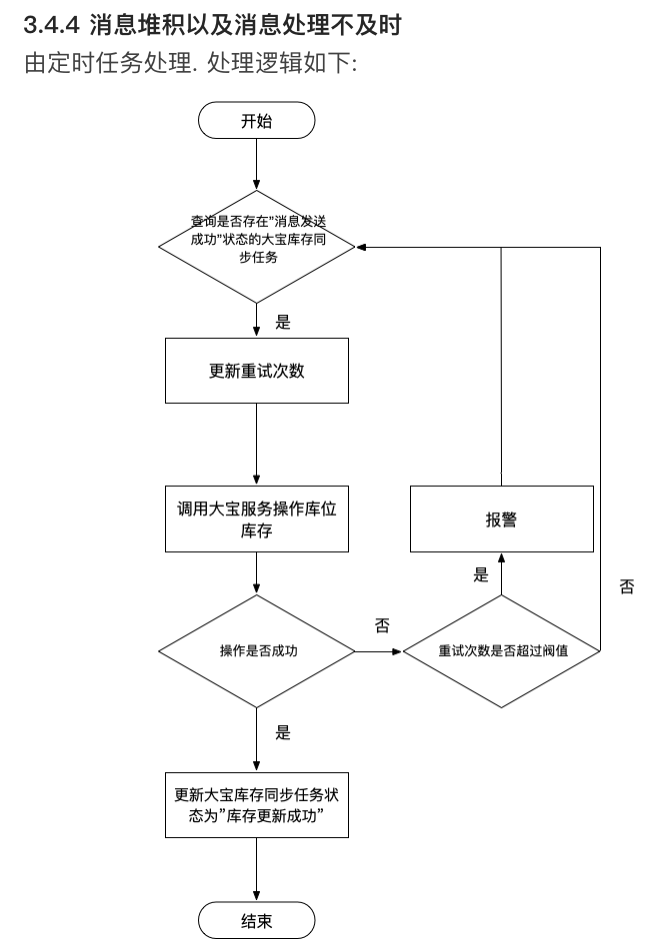 3.4.4 消息堆积以及消息处理不及时
由定时任务处理. 处理逻辑如下:
开始
查询是否存在”消息发送
成功”状态的大宝库存同
步任务
是
更新重试次数
调用大宝服务操作库位
库存
报警
是
否
操作是否成功
否
重试次数是否超过阀值
是
更新大宝库存同步任务状
态为”库存更新成功”
结束